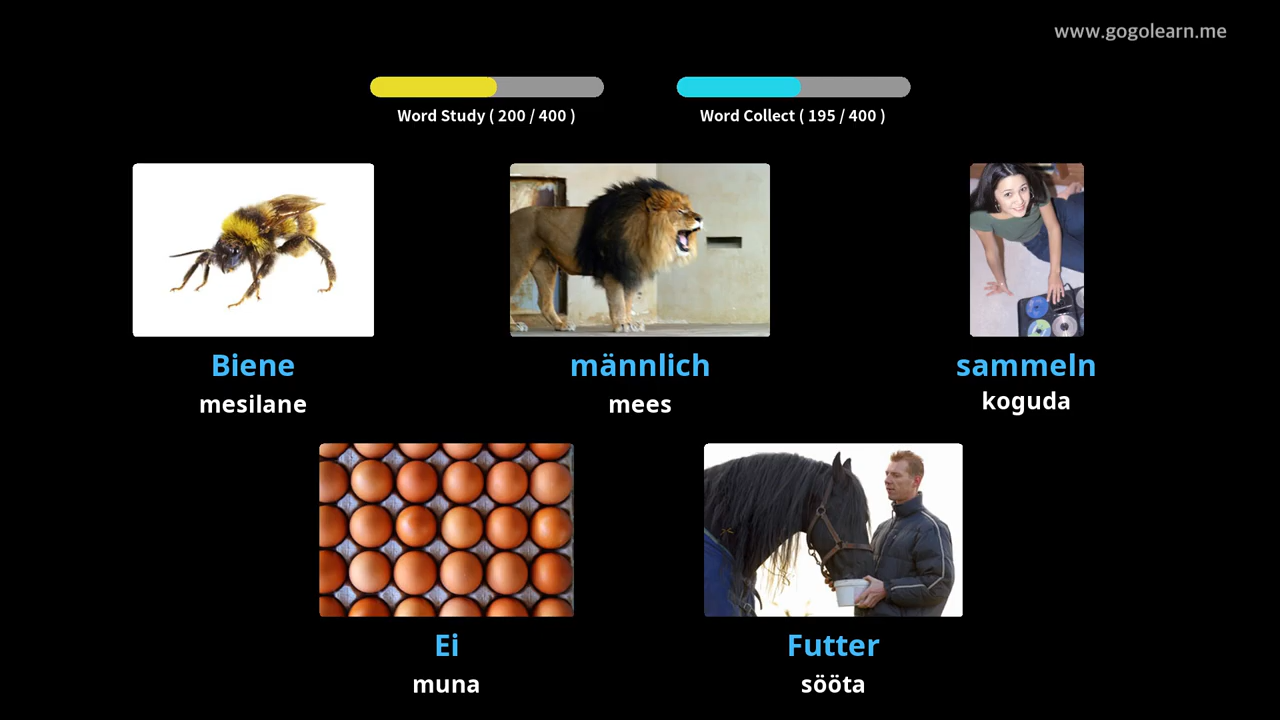 www.gogolearn.me
Word Study ( 200 / 400 )
Word Collect ( 195 / 400 )
Biene
mesilane
männlich
mees
sammeln
koguda
Ei
muna
Futter
sööta